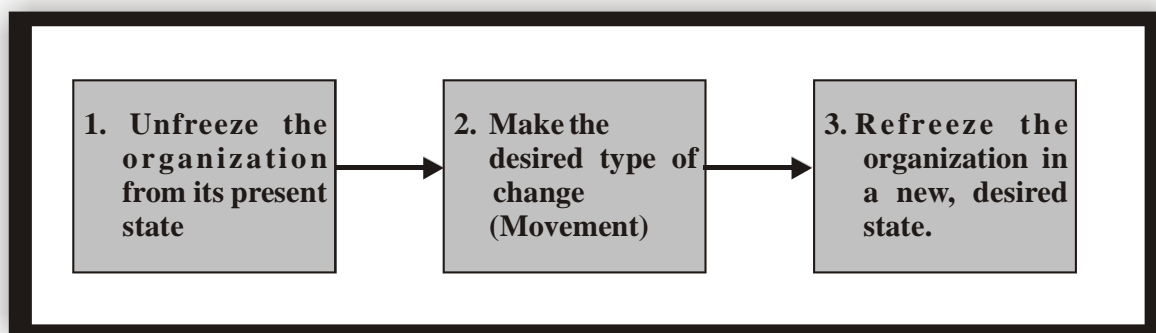 1. Unfreeze the
organization
from its present
state
2. Make the
desired type of
change
(Movement)
3. Refreeze the
organization in
a new, desired
state.